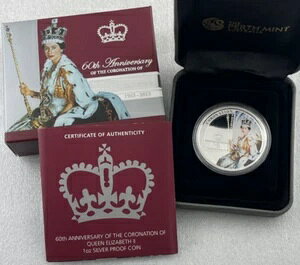 60th Anniversary
OF THE CORONATION OF
1953-2013
PERTH MINT
CERTIFICATE OF AUTHENTICITY
60TH ANNIVERSARY OF THE CORONATION OF
QUEEN ELIZABETH II
1oz SILVER PROOF COIN